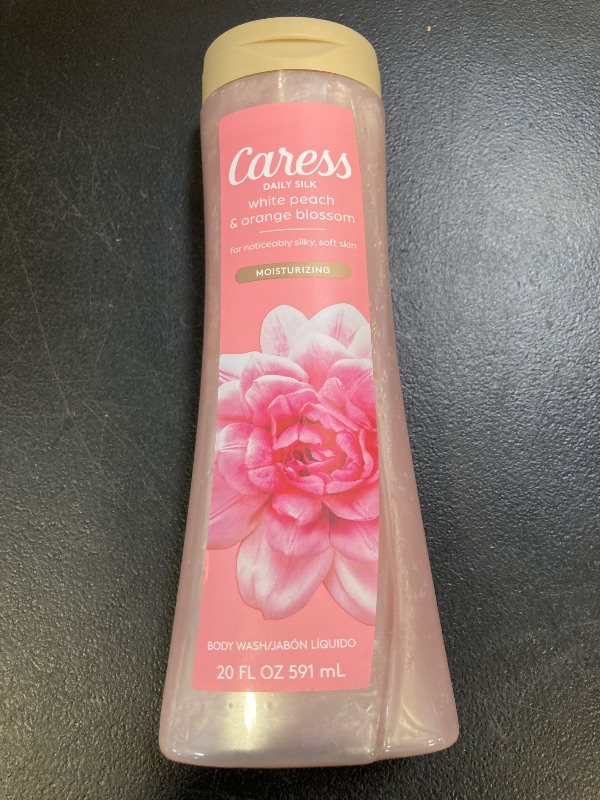 Caress
DAILY SILK
white peach
& orange blossom
for noticeably silky, soft skin
MOISTURIZING
BODY WASH/JABÓN LÍQUIDO
20 FL OZ 591 mL